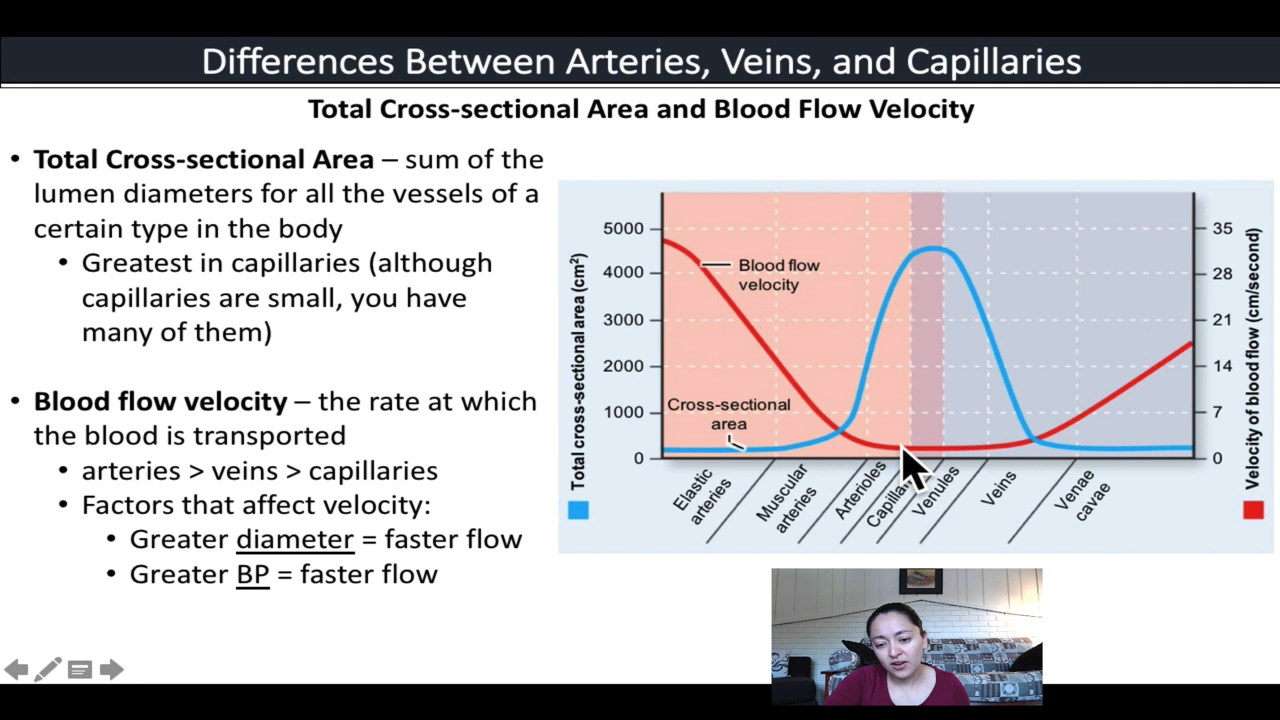 Differences Between Arteries, Veins, and Capillaries
Total Cross-sectional Area and Blood Flow Velocity
• Total Cross-sectional Area – sum of the
lumen diameters for all the vessels of a
certain type in the body
• Greatest in capillaries (although
capillaries are small, you have
many of them)
• Blood flow velocity – the rate at which
the blood is transported
• arteries > veins > capillaries
• Factors that affect velocity:
• Greater diameter = faster flow
• Greater BP = faster flow
Total cross-sectional area (cm²)
5000
4000
3000
2000
1000
0
Blood flow
velocity
Cross-sectional
area
35
28
21
14
7
0
Velocity of blood flow (cm/second)
Elastic
arteries
Muscular
arteries
Arterioles
Venules
Veins
Venae
cavae